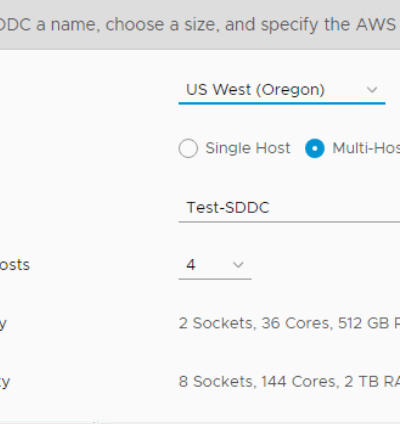 DDC a name, choose a size, and specify the AWS
US West (Oregon)
Single Host Multi-Hos
Test-SDDC
osts 4
y 2 Sockets, 36 Cores, 512 GB R
ty 8 Sockets, 144 Cores, 2 TB RA